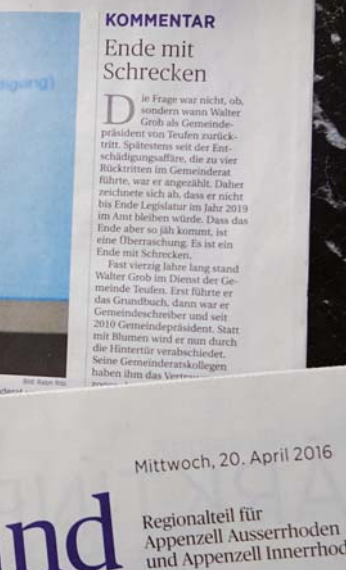 digung)
KOMMENTAR
Ende mit
Schrecken
Die Frage war nicht, ob,
sondern wann Walter
Grob als Gemeinde-
präsident von Teufen zurück-
tritt. Spätestens seit der Ent-
schädigungsaffäre, die zu vier
Rücktritten im Gemeinderat
führte, war er angezählt. Daher
zeichnete sich ab, dass er nicht
bis Ende Legislatur im Jahr 2019
im Amt bleiben würde. Dass das
Ende aber so jäh kommt, ist
eine Überraschung. Es ist ein
Ende mit Schrecken.
Fast vierzig Jahre lang stand
Walter Grob im Dienst der Ge-
meinde Teufen. Erst führte er
das Grundbuch, dann war er
Gemeindeschreiber und seit
2010 Gemeindepräsident. Statt
mit Blumen wird er nun durch
die Hintertür verabschiedet.
Seine Gemeinderatskollegen
haben ihm das
Bild: Ralph
Mittwoch, 20. April 2016
nd
Regionalteil für
Appenzell Ausserrhoden
und Appenzell Innerrhod